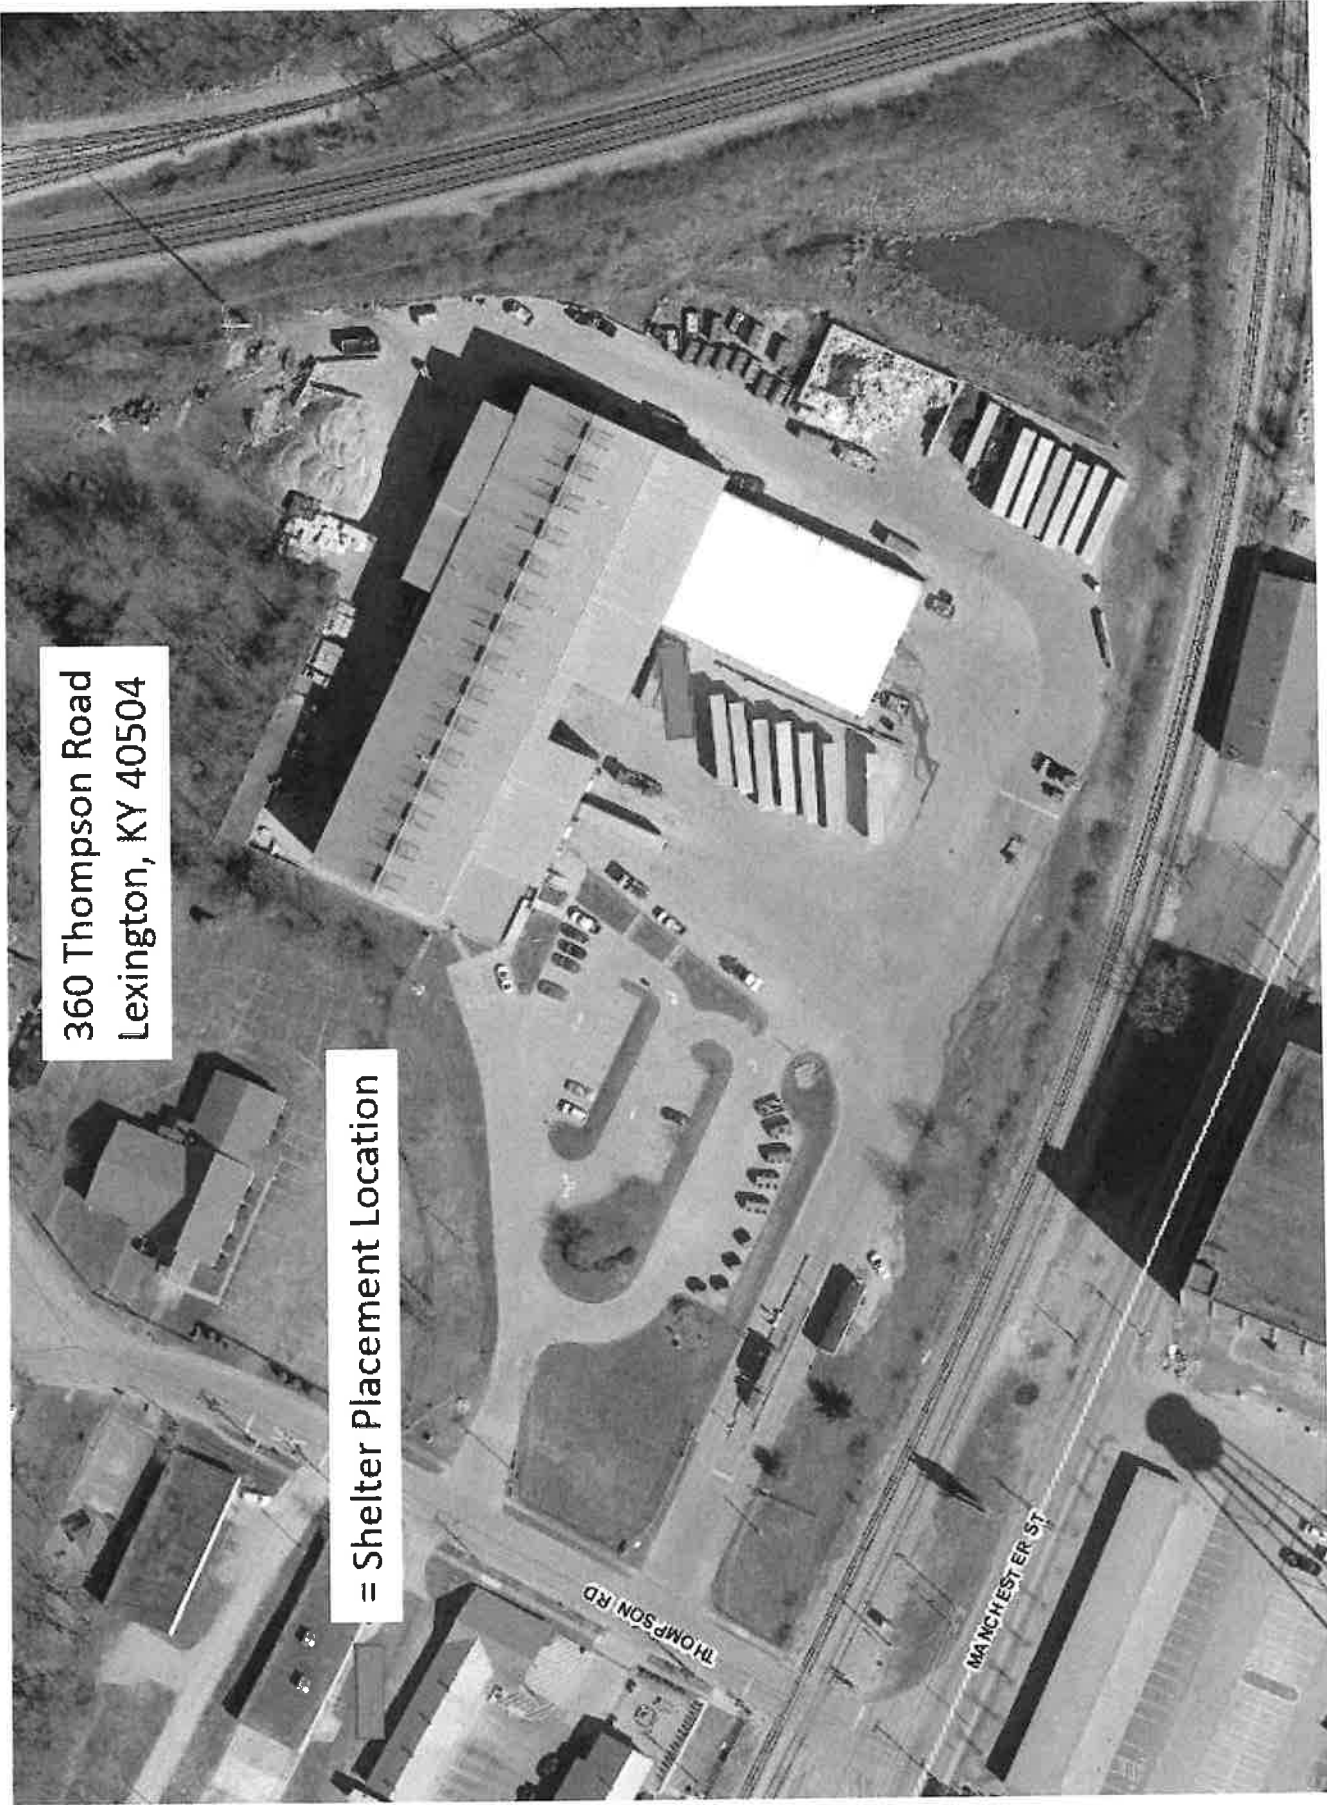 360 Thompson Road
Lexington, KY 40504
= Shelter Placement Location
THOMPSON RD
MANCHESTER ST